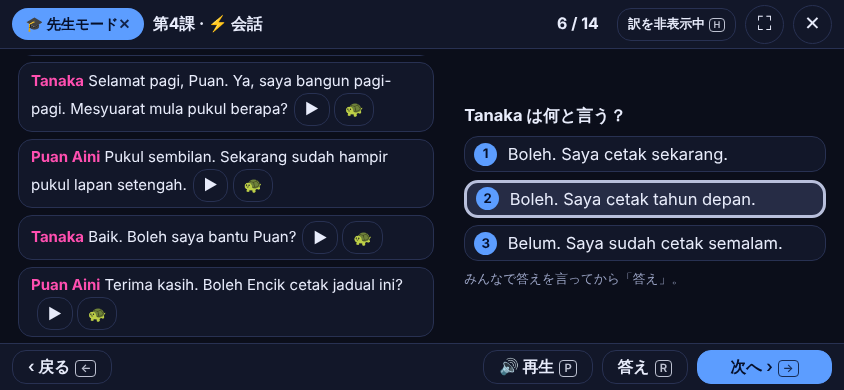 🎓 先生モード✕ 第4課 · ⚡ 会話 6 / 14 訳を非表示中 H ✕
Tanaka Selamat pagi, Puan. Ya, saya bangun pagi-
pagi. Mesyuarat mula pukul berapa? ▶ 🐢
Puan Aini Pukul sembilan. Sekarang sudah hampir
pukul lapan setengah. ▶ 🐢
Tanaka Baik. Boleh saya bantu Puan? ▶ 🐢
Puan Aini Terima kasih. Boleh Encik cetak jadual ini?
▶ 🐢
Tanaka は何と言う？
1 Boleh. Saya cetak sekarang.
2 Boleh. Saya cetak tahun depan.
3 Belum. Saya sudah cetak semalam.
みんなで答えを言ってから「答え」。
‹ 戻る ← 🔊 再生 P 答え R 次へ › →